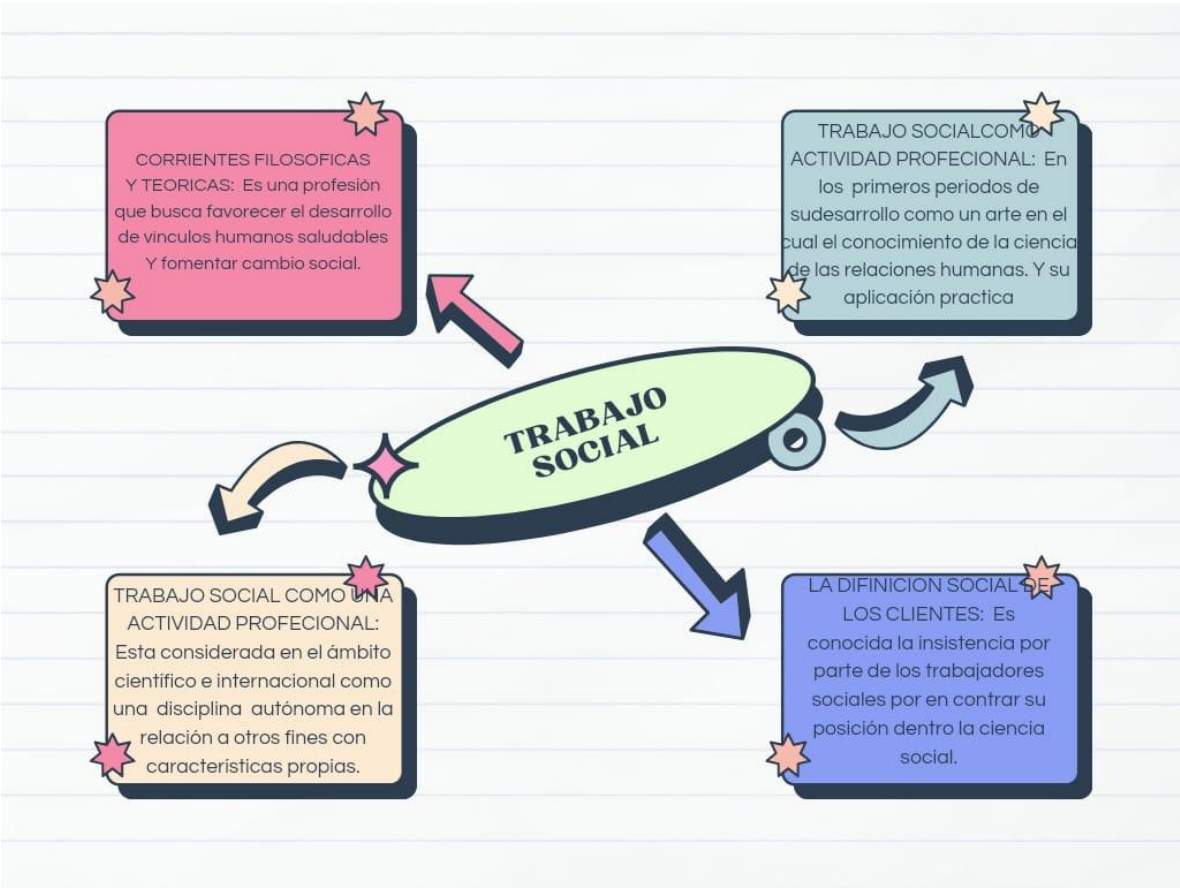 CORRIENTES FILOSOFICAS
Y TEORICAS: Es una profesión
que busca favorecer el desarrollo
de vinculos humanos saludables
Y fomentar cambio social.
TRABAJO SOCIALCOMO
ACTIVIDAD PROFECIONAL: En
los primeros periodos de
sudesarrollo como un arte en el
cual el conocimiento de la ciencia
de las relaciones humanas. Y su
aplicación practica
TRABAJO
SOCIAL
TRABAJO SOCIAL COMO UNA
ACTIVIDAD PROFECIONAL:
Esta considerada en el ámbito
científico e internacional como
una disciplina autónoma en la
relación a otros fines con
características propias.
LA DIFINICION SOCIAL DE
LOS CLIENTES: Es
conocida la insistencia por
parte de los trabajadores
sociales por en contrar su
posición dentro la ciencia
social.